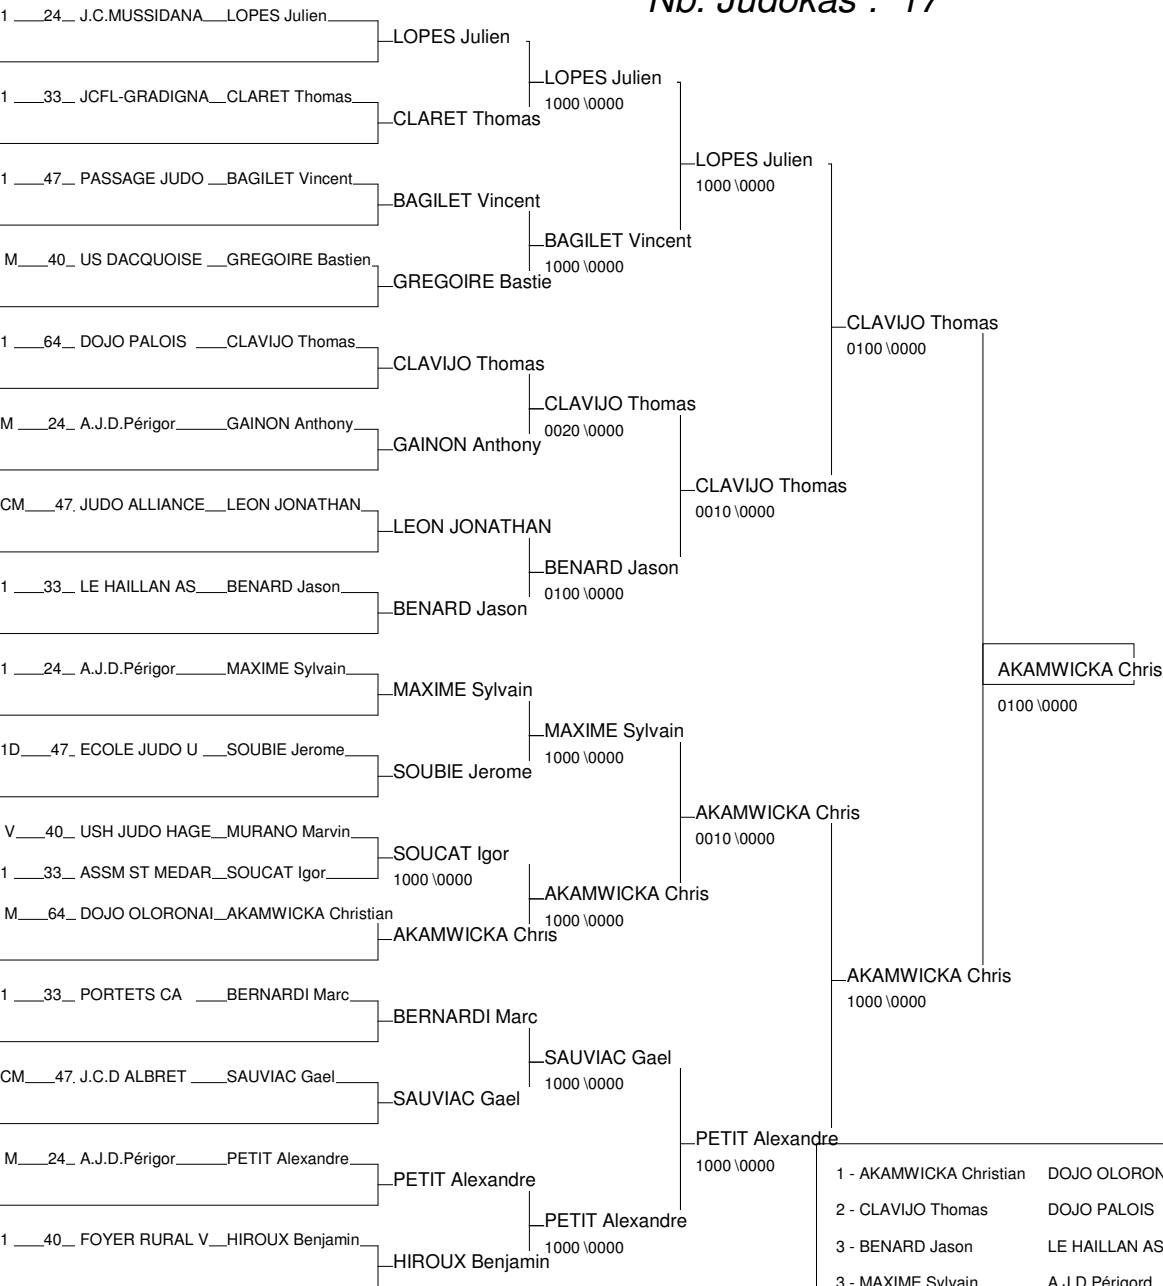 Nb. Judokas : 17
1 24 J.C.MUSSIDANA LOPES Julien
LOPES Julien
LOPES Julien
1000 \0000
1 33 JCFL-GRADIGNA CLARET Thomas
CLARET Thomas
LOPES Julien
1000 \0000
1 47 PASSAGE JUDO BAGILET Vincent
BAGILET Vincent
BAGILET Vincent
1000 \0000
M 40 US DACQUOISE GREGOIRE Bastien
GREGOIRE Bastie
CLAVIJO Thomas
0100 \0000
1 64 DOJO PALOIS CLAVIJO Thomas
CLAVIJO Thomas
CLAVIJO Thomas
0020 \0000
M 24 A.J.D.Périgor GAINON Anthony
GAINON Anthony
CLAVIJO Thomas
0010 \0000
CM 47 JUDO ALLIANCE LEON JONATHAN
LEON JONATHAN
BENARD Jason
0100 \0000
1 33 LE HAILLAN AS BENARD Jason
BENARD Jason
AKAMWICKA Chris
0100 \0000
1 24 A.J.D.Périgor MAXIME Sylvain
MAXIME Sylvain
MAXIME Sylvain
1000 \0000
1D 47 ECOLE JUDO U SOUBIE Jerome
SOUBIE Jerome
AKAMWICKA Chris
0010 \0000
V 40 USH JUDO HAGE MURANO Marvin
SOUCAT Igor
1000 \0000
1 33 ASSM ST MEDAR SOUCAT Igor
AKAMWICKA Chris
1000 \0000
M 64 DOJO OLORONAI AKAMWICKA Christian
AKAMWICKA Chris
AKAMWICKA Chris
1000 \0000
1 33 PORTETS CA BERNARDI Marc
BERNARDI Marc
SAUVIAC Gael
1000 \0000
CM 47 J.C.D ALBRET SAUVIAC Gael
SAUVIAC Gael
PETIT Alexandre
1000 \0000
M 24 A.J.D.Périgor PETIT Alexandre
PETIT Alexandre
PETIT Alexandre
1000 \0000
1 40 FOYER RURAL V HIROUX Benjamin
HIROUX Benjamin
1 - AKAMWICKA Christian DOJO OLORON
2 - CLAVIJO Thomas DOJO PALOIS
3 - BENARD Jason LE HAILLAN AS
3 - MAXIME Sylvain A.J.D.Périgord